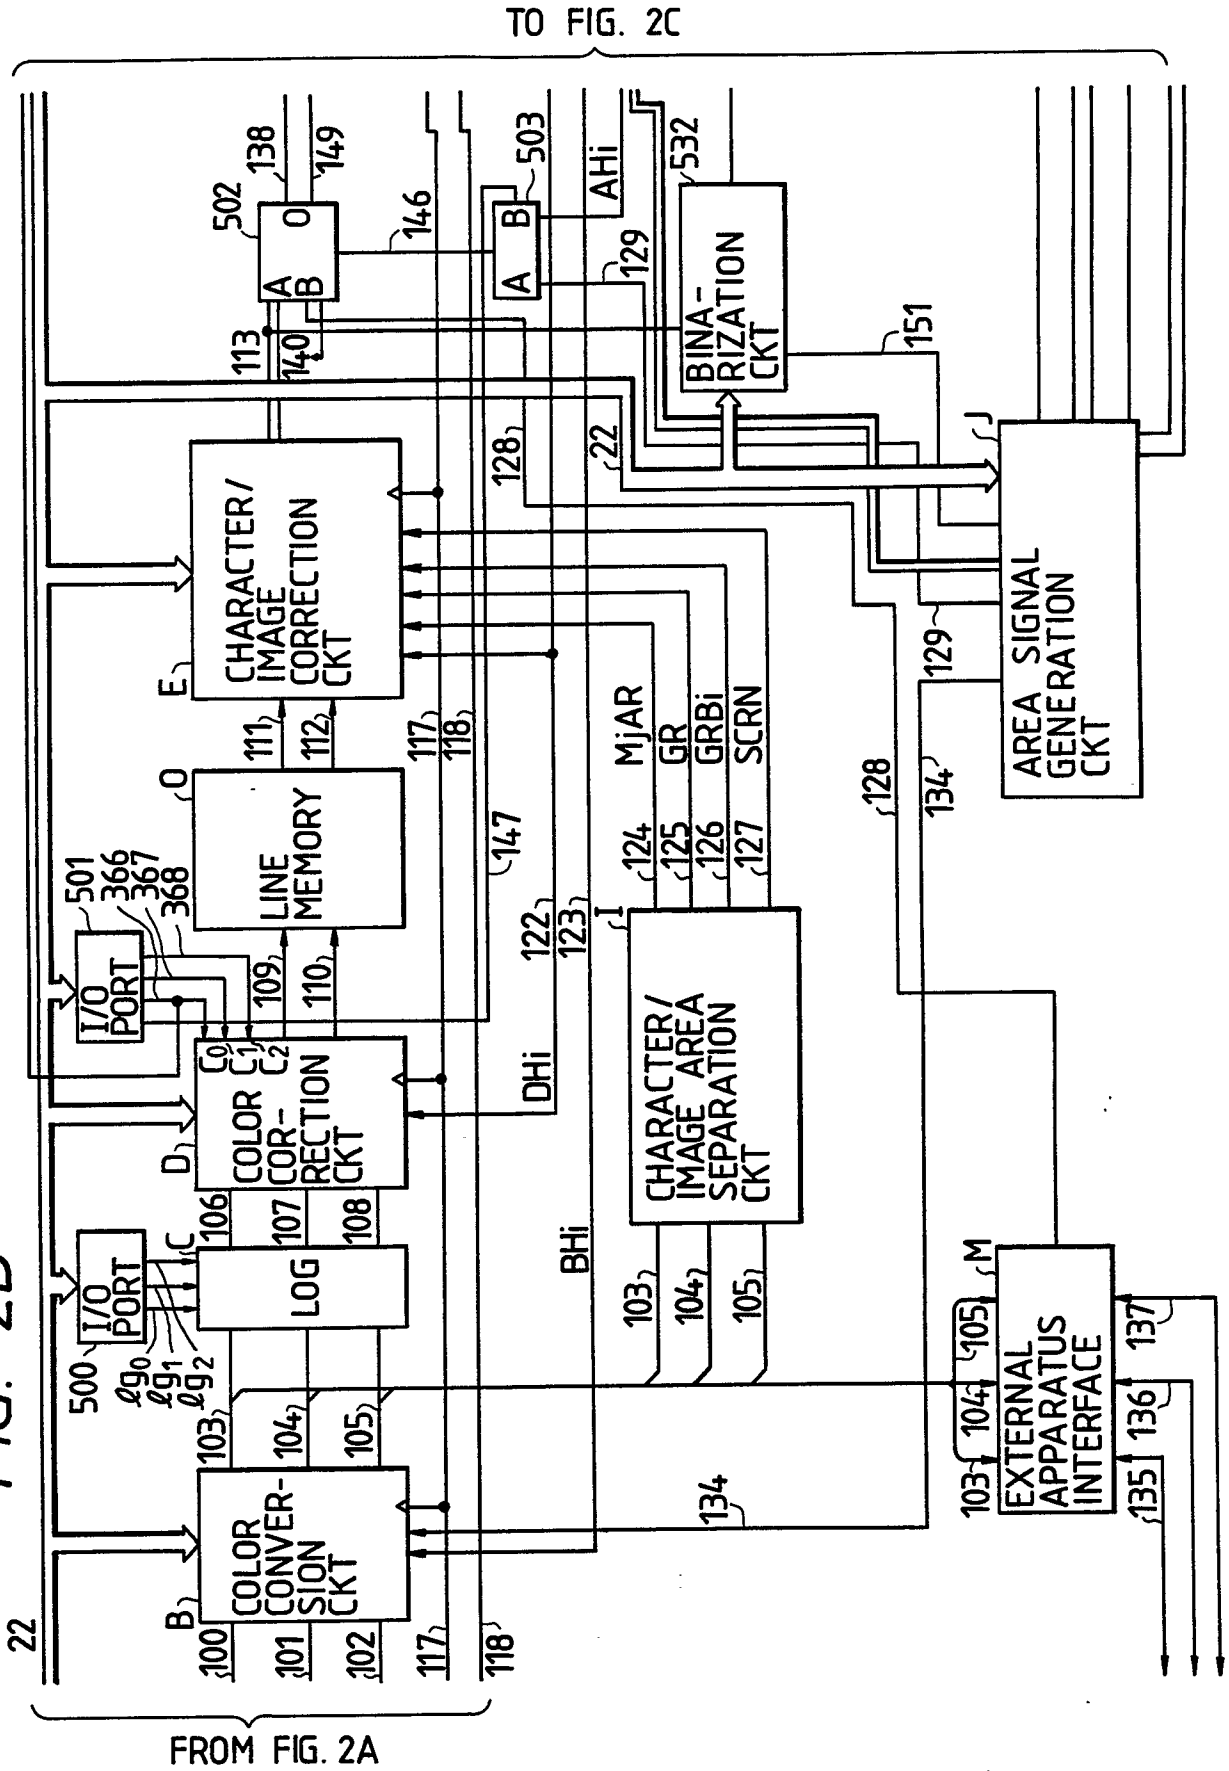 FIG. 2B
TO FIG. 2C
FROM FIG. 2A
22
100
101
102
117
118
B
COLOR
CONVER-
SION
CKT
103
104
105
500
I/O
PORT
lg0
lg1
lg2
C
LOG
106
107
108
D
COLOR
COR-
RECTION
CKT
C0
C1
C2
I/O
PORT
501
366
367
368
109
110
O
LINE
MEMORY
111
112
E
CHARACTER/
IMAGE
CORRECTION
CKT
113
140
A
B
O
502
138
149
146
A
B
503
AHi
129
117
118
147
122
123
DHi
BHi
128
22
BINA-
RIZATION
CKT
532
151
103
104
105
I
CHARACTER/
IMAGE AREA
SEPARATION
CKT
124
125
126
127
MjAR
GR
GRBi
SCRN
128
134
129
J
AREA SIGNAL
GENERATION
CKT
134
103
104
105
M
EXTERNAL
APPARATUS
INTERFACE
135
136
137